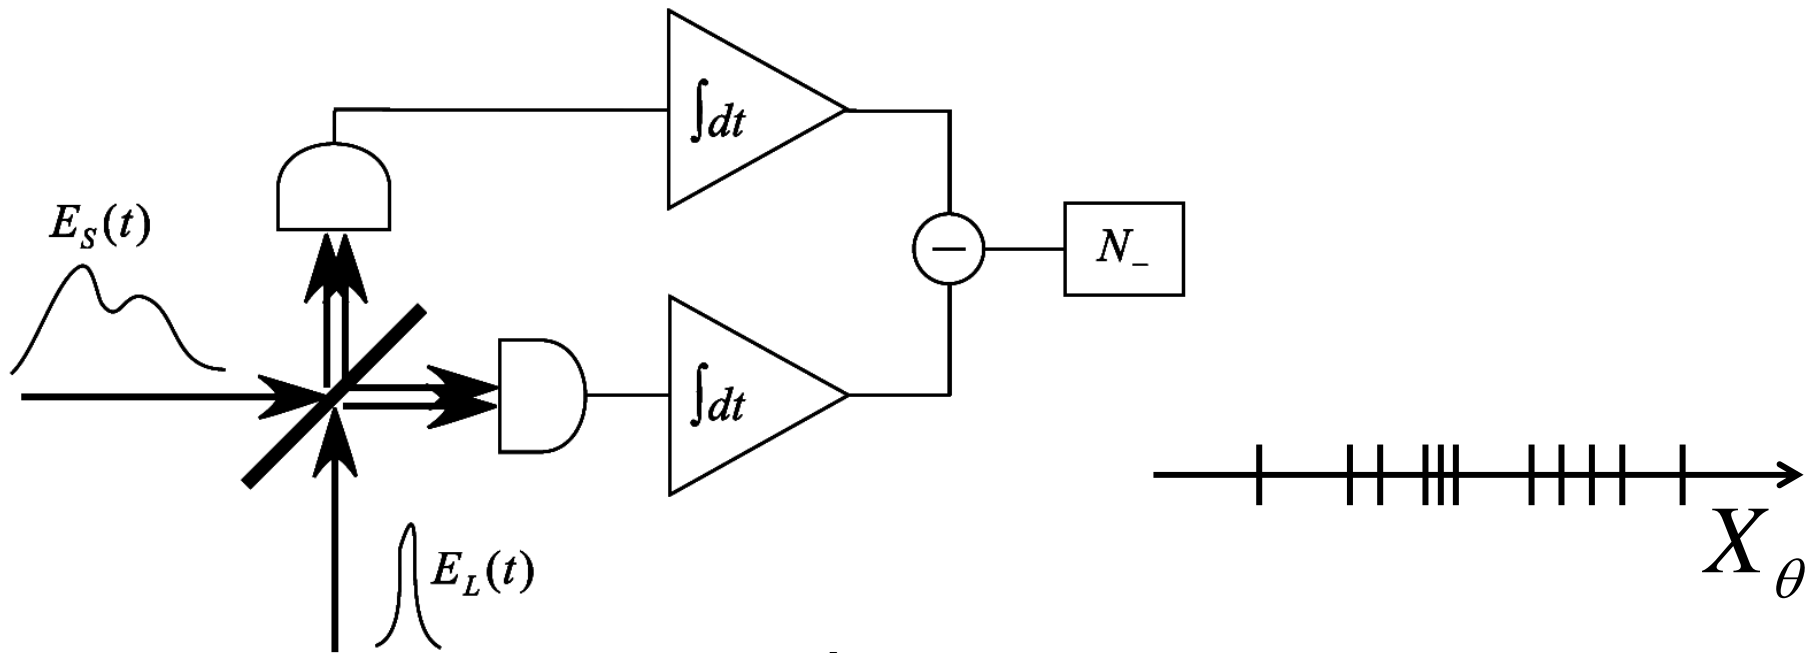 ∫dt
E_S(t)
N_−
−
∫dt
E_L(t)
X_θ